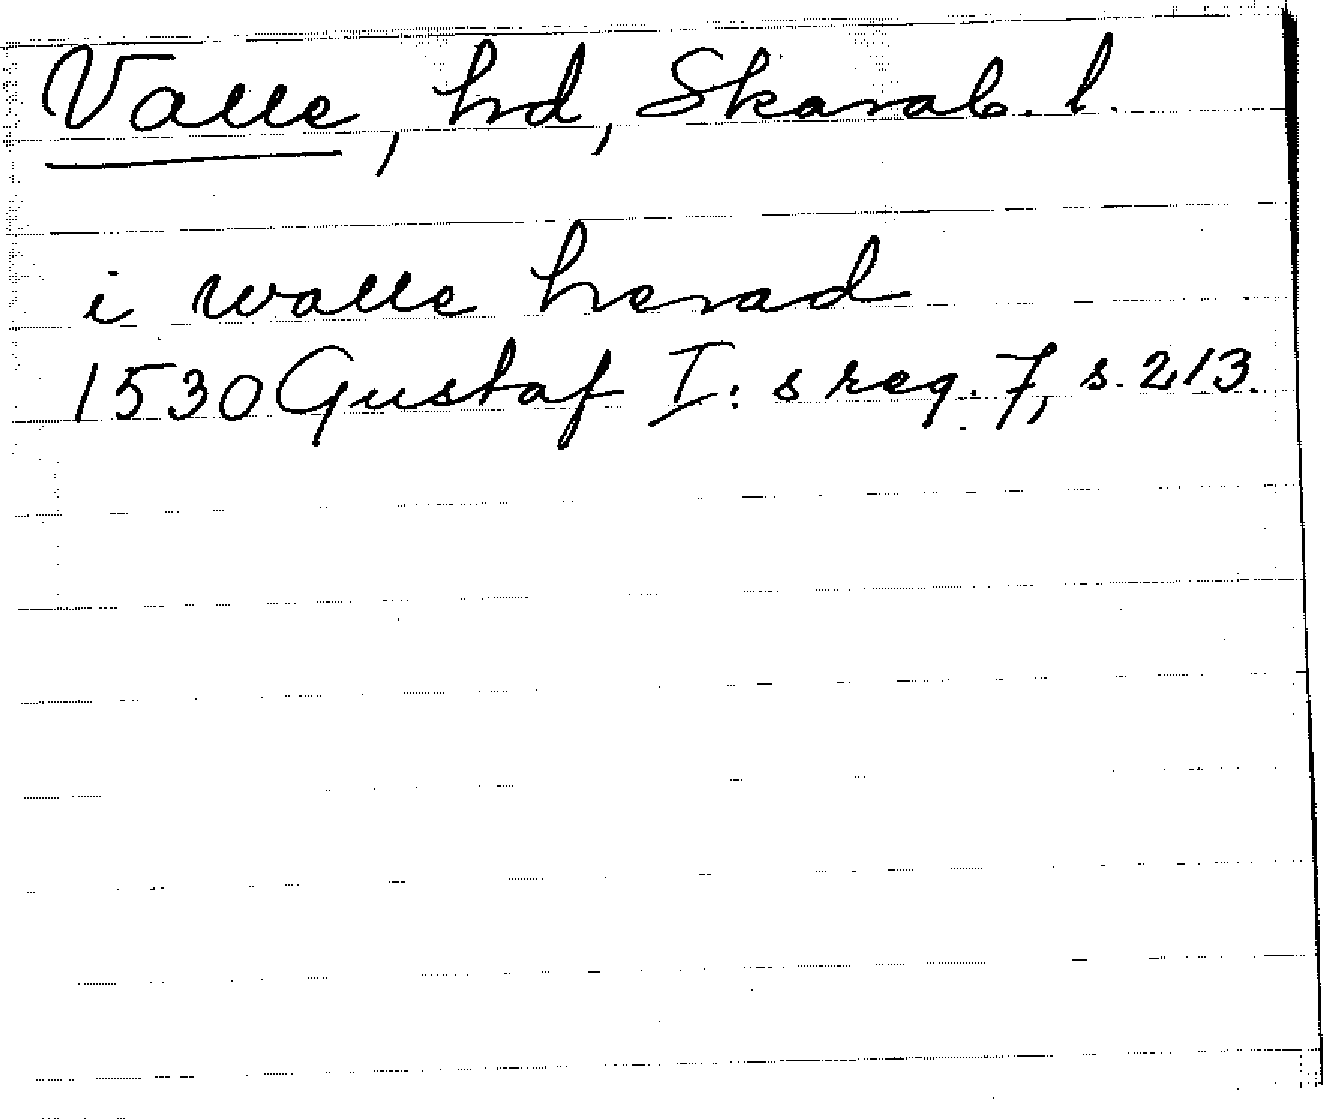 Valle, hd, Skarab. l.
i walle herad
1530 Gustaf I: s reg. 7, s. 213.